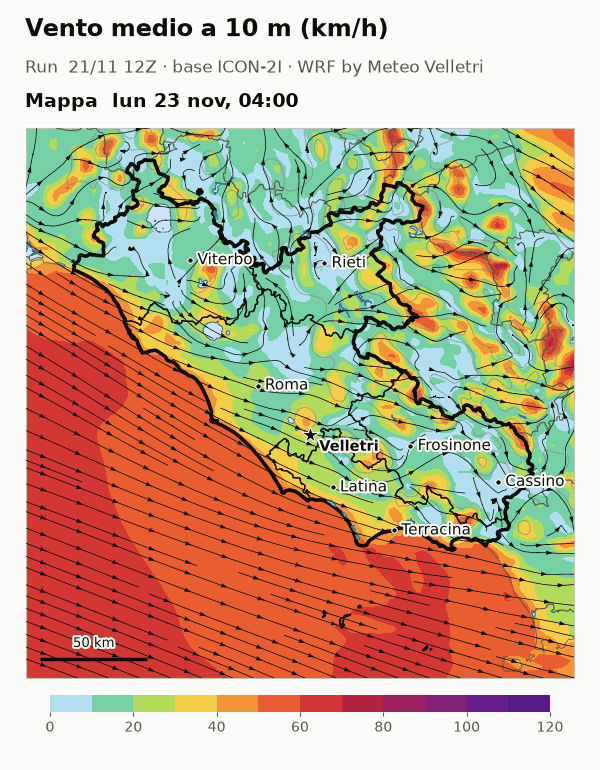 Vento medio a 10 m (km/h)
Run 21/11 12Z · base ICON-2I · WRF by Meteo Velletri
Mappa lun 23 nov, 04:00
Viterbo
Rieti
Roma
Velletri
Frosinone
Cassino
Latina
Terracina
50 km
0 20 40 60 80 100 120